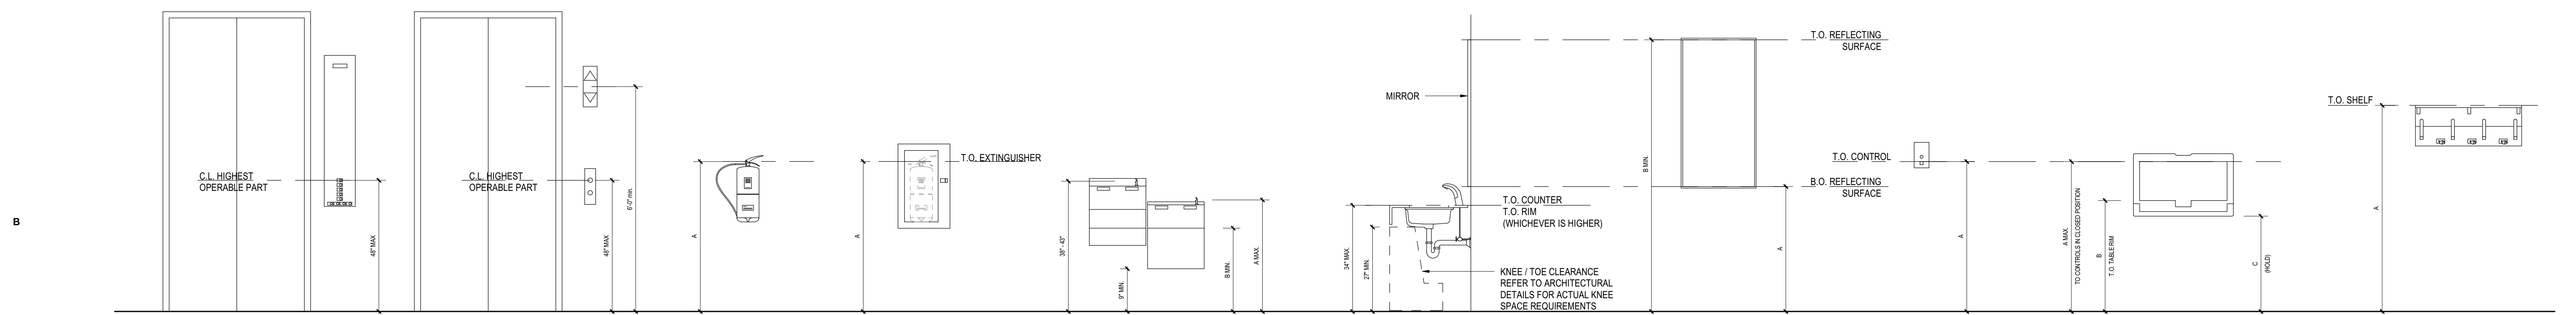 B
C.L. HIGHEST
OPERABLE PART
48" MAX
C.L. HIGHEST
OPERABLE PART
48" MAX
6'-0" min.
A
A
T.O. EXTINGUISHER
38" - 43"
9" MIN.
B MIN.
A MAX.
34" MAX.
27" MIN.
MIRROR
T.O. COUNTER
T.O. RIM
(WHICHEVER IS HIGHER)
KNEE / TOE CLEARANCE
REFER TO ARCHITECTURAL
DETAILS FOR ACTUAL KNEE
SPACE REQUIREMENTS
B MIN.
A
T.O. REFLECTING
SURFACE
B.O. REFLECTING
SURFACE
T.O. CONTROL
A
A MAX.
TO CONTROLS IN CLOSED POSITION
B
T.O. TABLE RIM
C
(HOLD)
T.O. SHELF
A